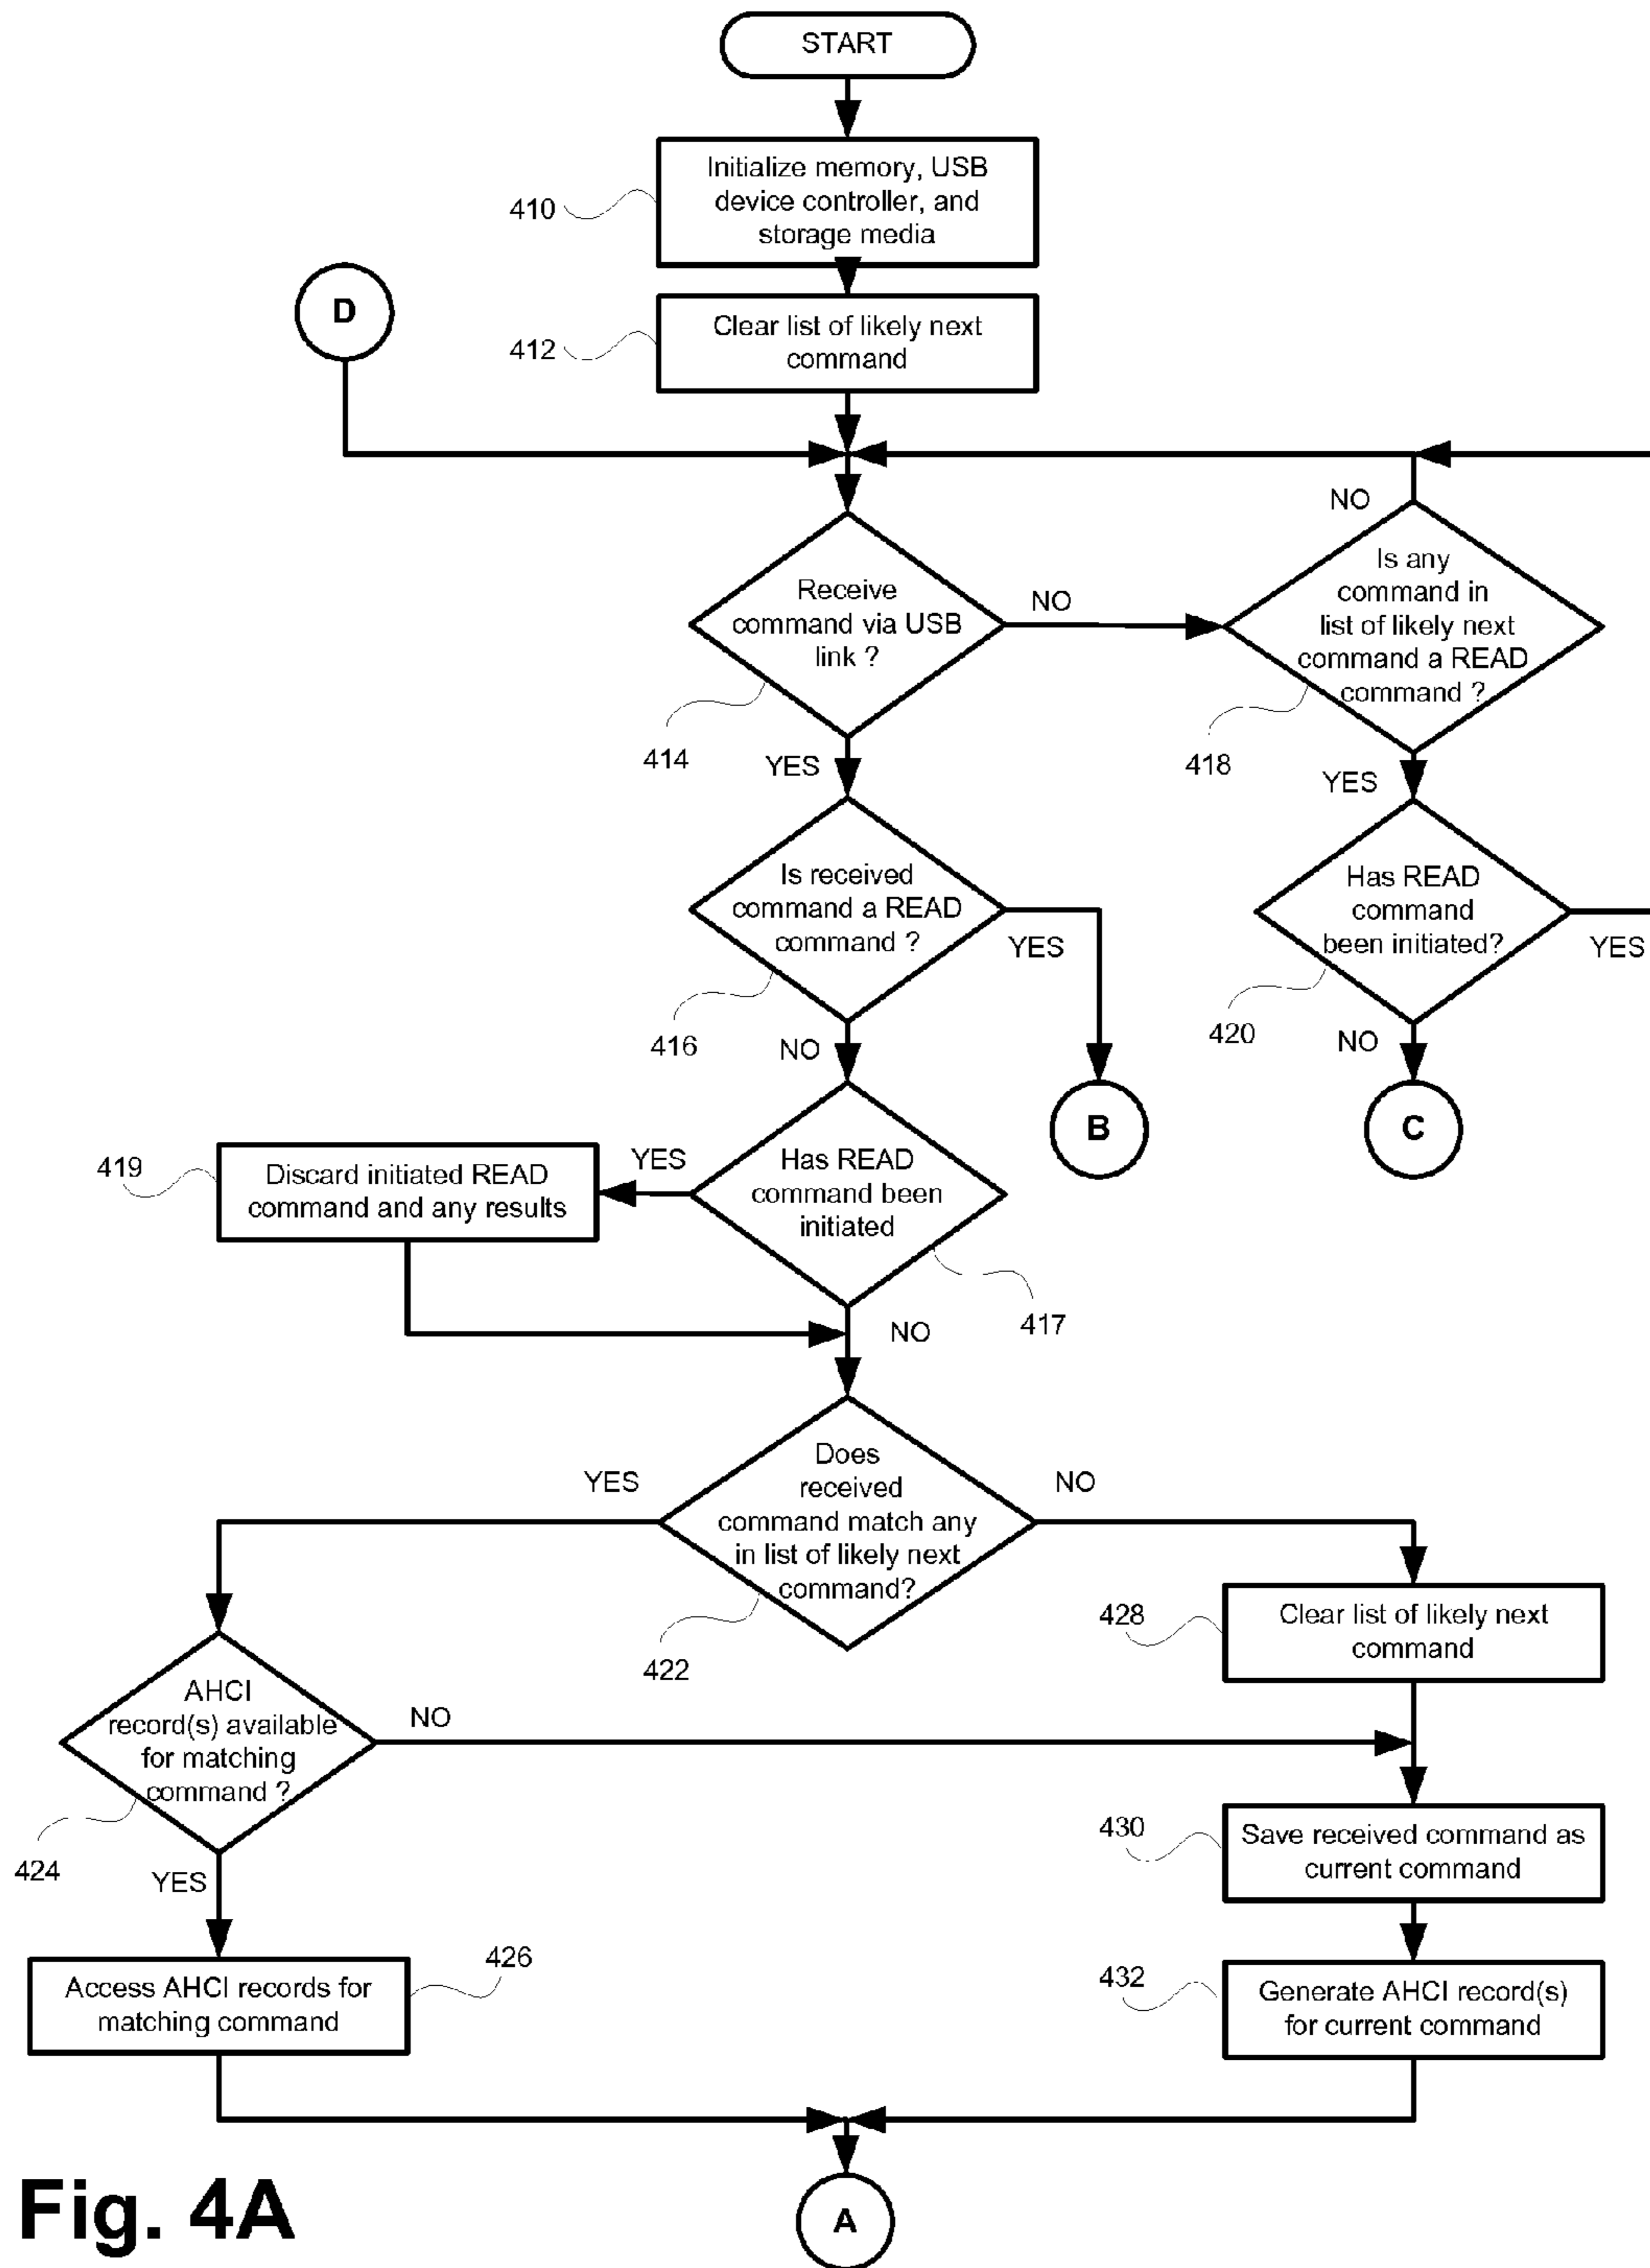 START
Initialize memory, USB
device controller, and
storage media
410
D
Clear list of likely next
command
412
NO
Receive
command via USB
link ?
NO
Is any
command in
list of likely next
command a READ
command ?
414
YES
418
YES
Is received
command a READ
command ?
YES
Has READ
command
been initiated?
YES
416
NO
420
NO
B
C
419
Discard initiated READ
command and any results
YES
Has READ
command been
initiated
417
NO
YES
Does
received
command match any
in list of likely next
command?
NO
422
428
Clear list of likely next
command
AHCI
record(s) available
for matching
command ?
NO
424
YES
430
Save received command as
current command
426
Access AHCI records for
matching command
432
Generate AHCI record(s)
for current command
A
Fig. 4A